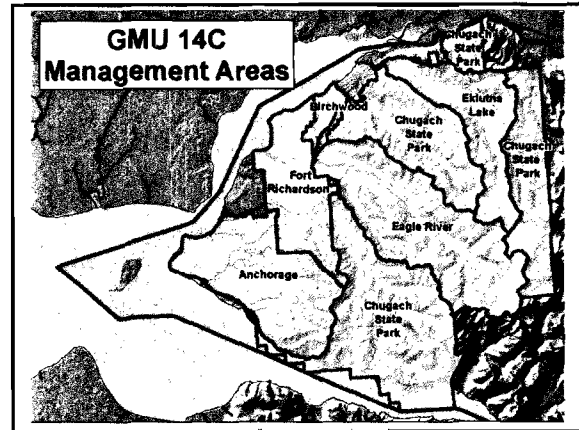 GMU 14C
Management Areas
Chugach
State
Park
Birchwood
Eklutna
Lake
Chugach
State
Park
Chugach
State
Park
Fort
Richardson
Eagle River
Anchorage
Chugach
State
Park